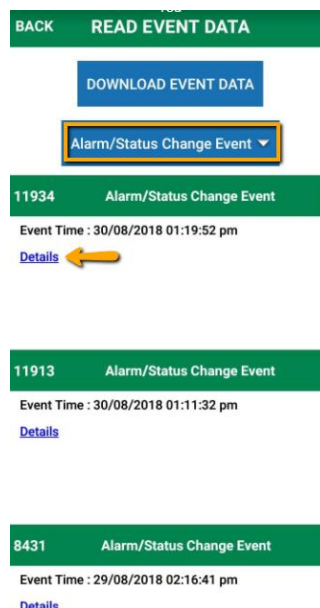 BACK READ EVENT DATA
DOWNLOAD EVENT DATA
Alarm/Status Change Event
11934 Alarm/Status Change Event
Event Time : 30/08/2018 01:19:52 pm
Details
11913 Alarm/Status Change Event
Event Time : 30/08/2018 01:11:32 pm
Details
8431 Alarm/Status Change Event
Event Time : 29/08/2018 02:16:41 pm
Details